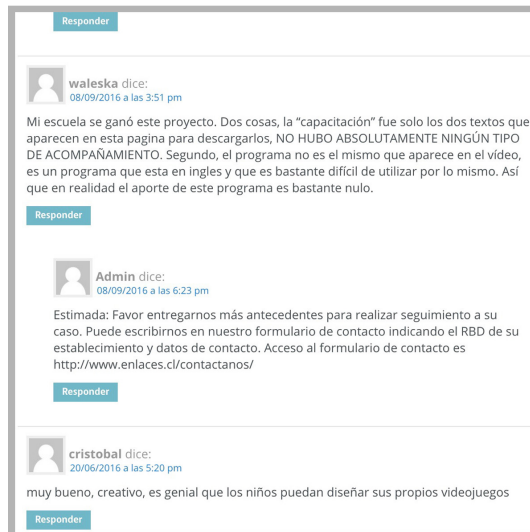 Responder
waleska dice:
08/09/2016 a las 3:51 pm
Mi escuela se ganó este proyecto. Dos cosas, la “capacitación” fue solo los dos textos que
aparecen en esta pagina para descargarlos, NO HUBO ABSOLUTAMENTE NINGÚN TIPO
DE ACOMPAÑAMIENTO. Segundo, el programa no es el mismo que aparece en el vídeo,
es un programa que esta en ingles y que es bastante difícil de utilizar por lo mismo. Así
que en realidad el aporte de este programa es bastante nulo.
Responder
Admin dice:
08/09/2016 a las 6:23 pm
Estimada: Favor entregarnos más antecedentes para realizar seguimiento a su
caso. Puede escribirnos en nuestro formulario de contacto indicando el RBD de su
establecimiento y datos de contacto. Acceso al formulario de contacto es
http://www.enlaces.cl/contactanos/
Responder
cristobal dice:
20/06/2016 a las 5:20 pm
muy bueno, creativo, es genial que los niños puedan diseñar sus propios videojuegos
Responder